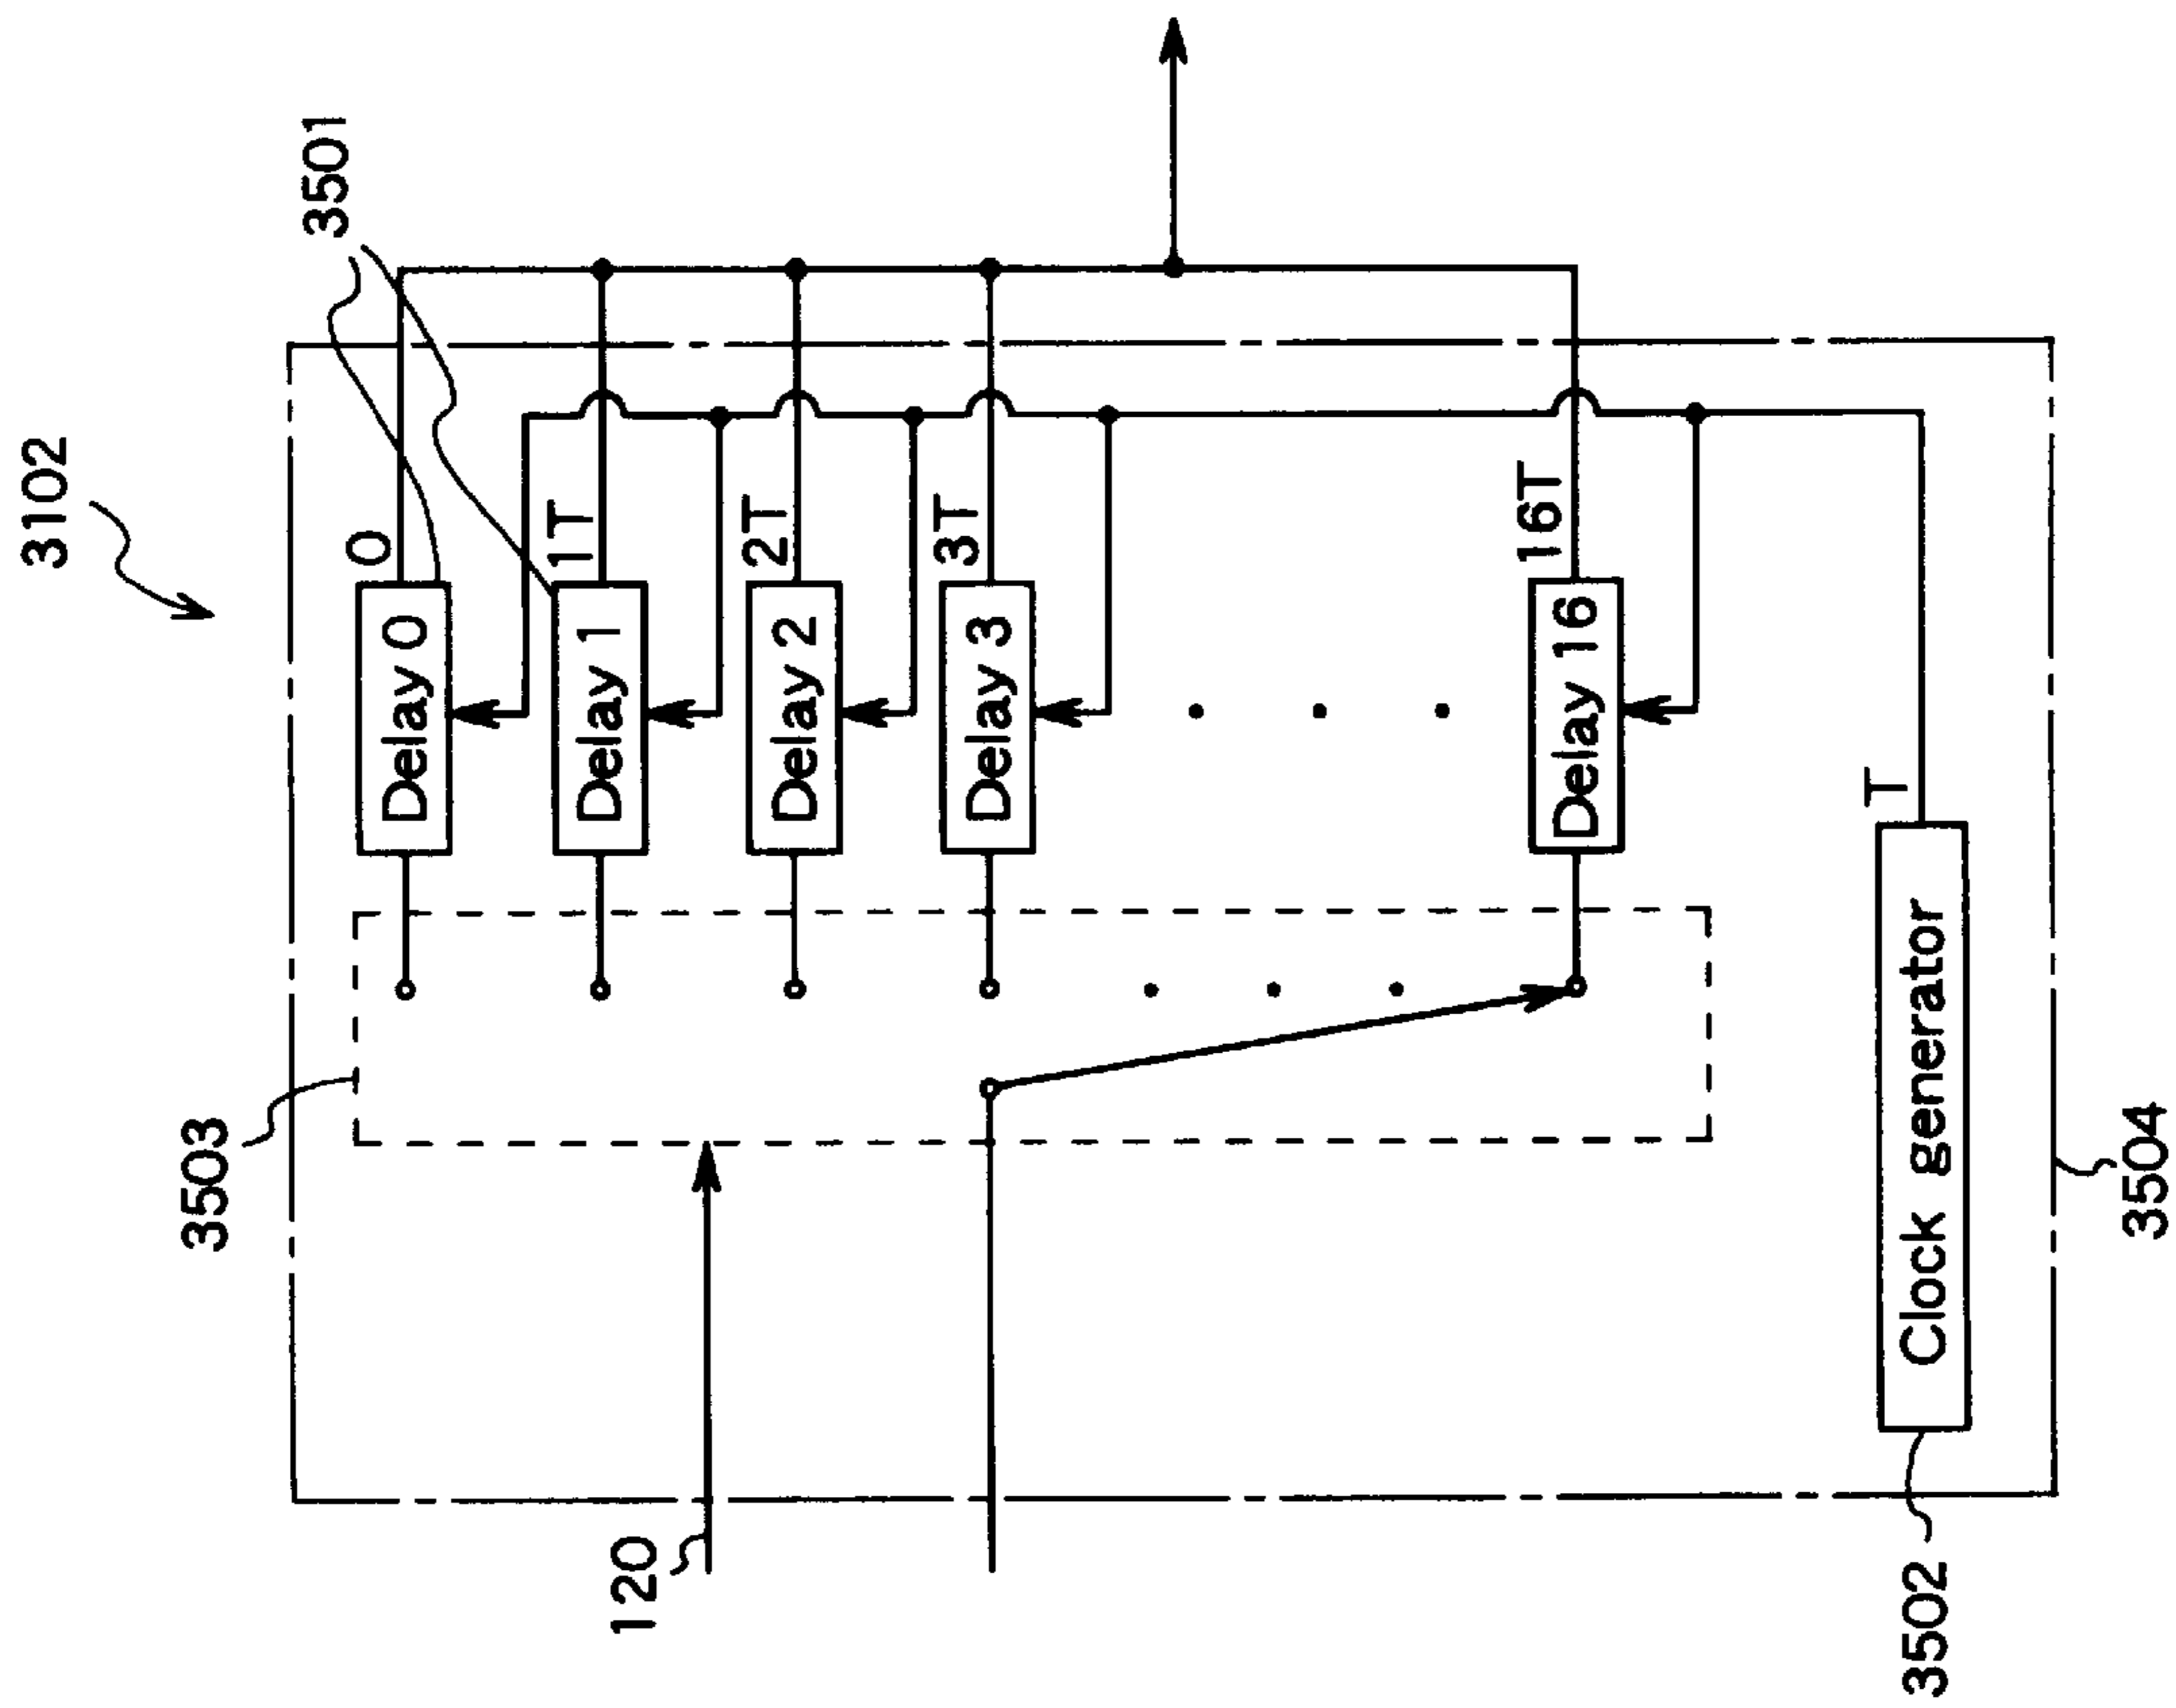 3102
3501
Delay 0
0
Delay 1
1T
Delay 2
2T
Delay 3
3T
Delay 16
16T
3503
120
Clock generator
T
3502
3504